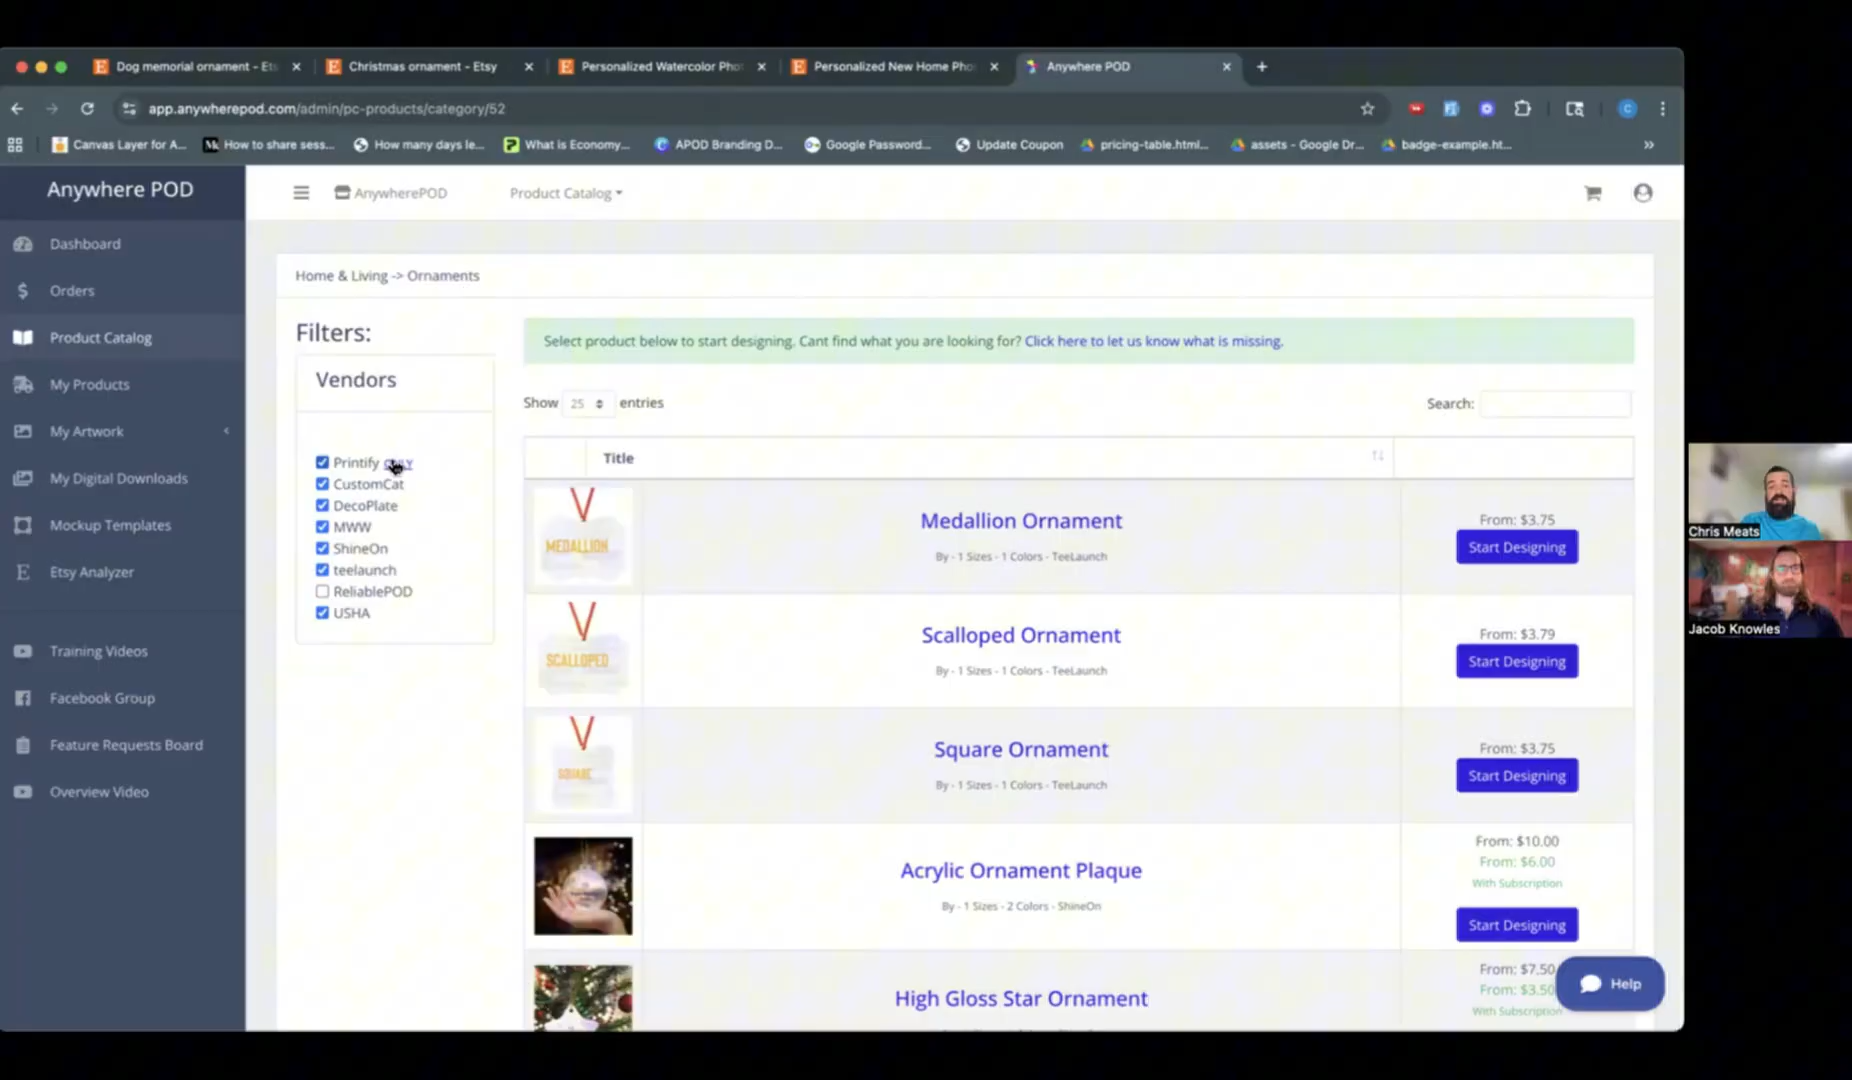 Dog memorial ornament - Ets
Christmas ornament - Etsy
Personalized Watercolor Pho
Personalized New Home Pho
Anywhere POD
app.anywherepod.com/admin/pc-products/category/52
Canvas Layer for A...
How to share sess...
How many days le...
What is Economy...
APOD Branding D...
Google Password...
Update Coupon
pricing-table.html...
assets - Google Dr...
badge-example.ht...
Anywhere POD
AnywherePOD
Product Catalog
Dashboard
Orders
Product Catalog
My Products
My Artwork
My Digital Downloads
Mockup Templates
Etsy Analyzer
Training Videos
Facebook Group
Feature Requests Board
Overview Video
Home & Living -> Ornaments
Filters:
Vendors
Printify
CustomCat
DecoPlate
MWW
ShineOn
teelaunch
ReliablePOD
USHA
Select product below to start designing. Cant find what you are looking for? Click here to let us know what is missing.
Show 25 entries
Search:
Title
MEDALLION
Medallion Ornament
By - 1 Sizes - 1 Colors - TeeLaunch
From: $3.75
Start Designing
SCALLOPED
Scalloped Ornament
By - 1 Sizes - 1 Colors - TeeLaunch
From: $3.79
Start Designing
SQUARE
Square Ornament
By - 1 Sizes - 1 Colors - TeeLaunch
From: $3.75
Start Designing
Acrylic Ornament Plaque
By - 1 Sizes - 2 Colors - ShineOn
From: $10.00
From: $6.00
With Subscription
Start Designing
High Gloss Star Ornament
From: $7.50
From: $3.50
With Subscription
Help
Chris Meats
Jacob Knowles